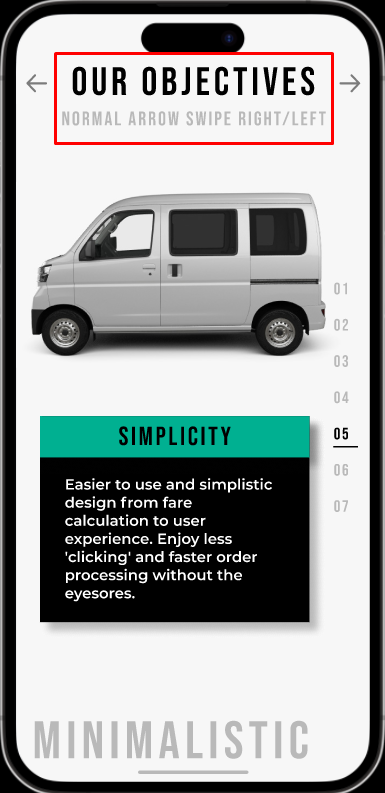 OUR OBJECTIVES
NORMAL ARROW SWIPE RIGHT/LEFT
01
02
03
04
05
06
07
SIMPLICITY
Easier to use and simplistic
design from fare
calculation to user
experience. Enjoy less
'clicking' and faster order
processing without the
eyesores.
MINIMALISTIC